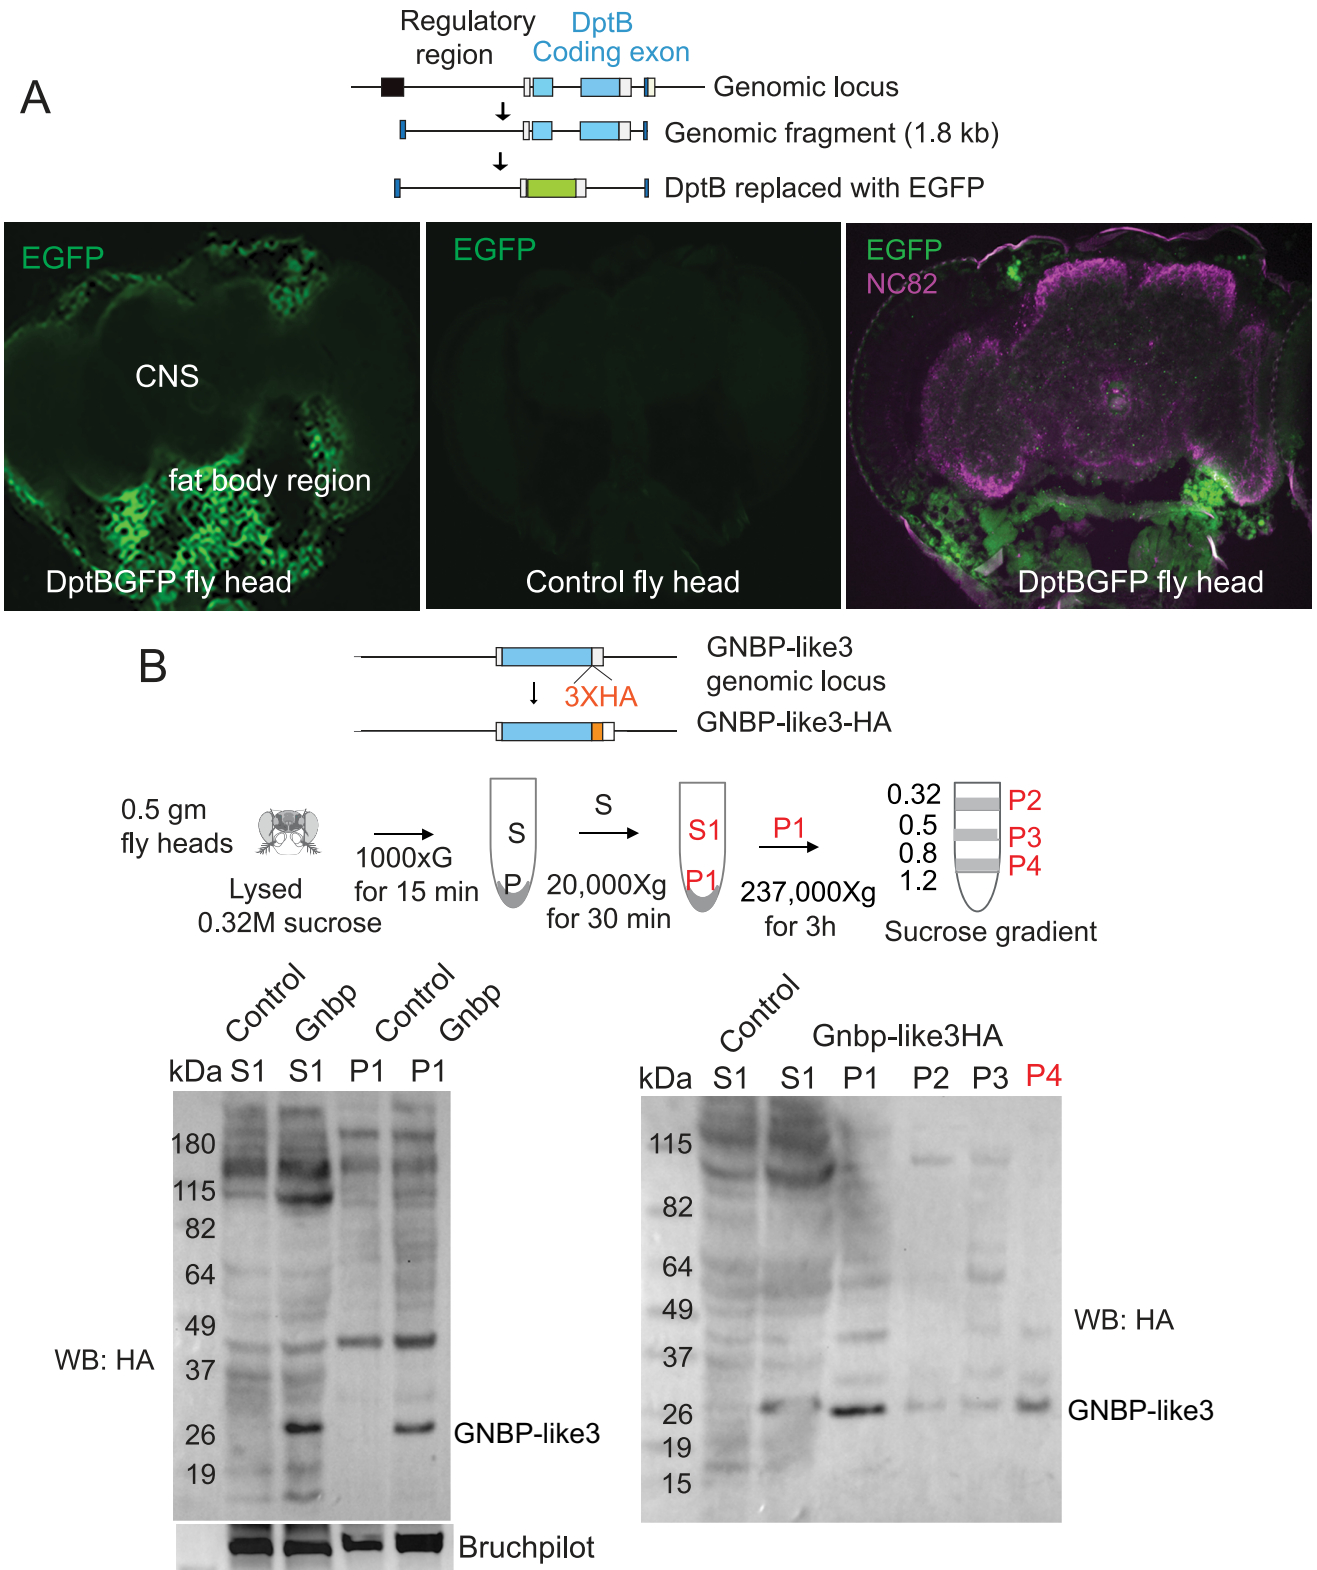 A
Regulatory
region
DptB
Coding exon
Genomic locus
Genomic fragment (1.8 kb)
DptB replaced with EGFP
EGFP
CNS
fat body region
DptBGFP fly head
EGFP
Control fly head
EGFP
NC82
DptBGFP fly head
B
GNBP-like3
genomic locus
3XHA
GNBP-like3-HA
0.5 gm
fly heads
Lysed
0.32M sucrose
1000xG
for 15 min
S
P
S
20,000Xg
for 30 min
S1
P1
P1
237,000Xg
for 3h
0.32
0.5
0.8
1.2
P2
P3
P4
Sucrose gradient
Control
Gnbp
Control
Gnbp
kDa S1 S1 P1 P1
180
115
82
64
49
37
26
19
WB: HA
GNBP-like3
Bruchpilot
Control
Gnbp-like3HA
kDa S1 S1 P1 P2 P3 P4
115
82
64
49
37
26
19
15
WB: HA
GNBP-like3